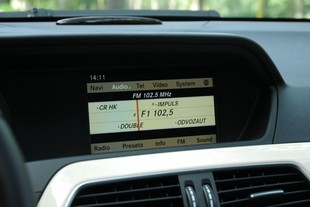 14:11
Navi Audio Tel Video System
FM 102.5 MHz
CR HK IMPULS
F1 102,5
DOUBLE ODVOZAUT
Radio Presets Info FM Sound